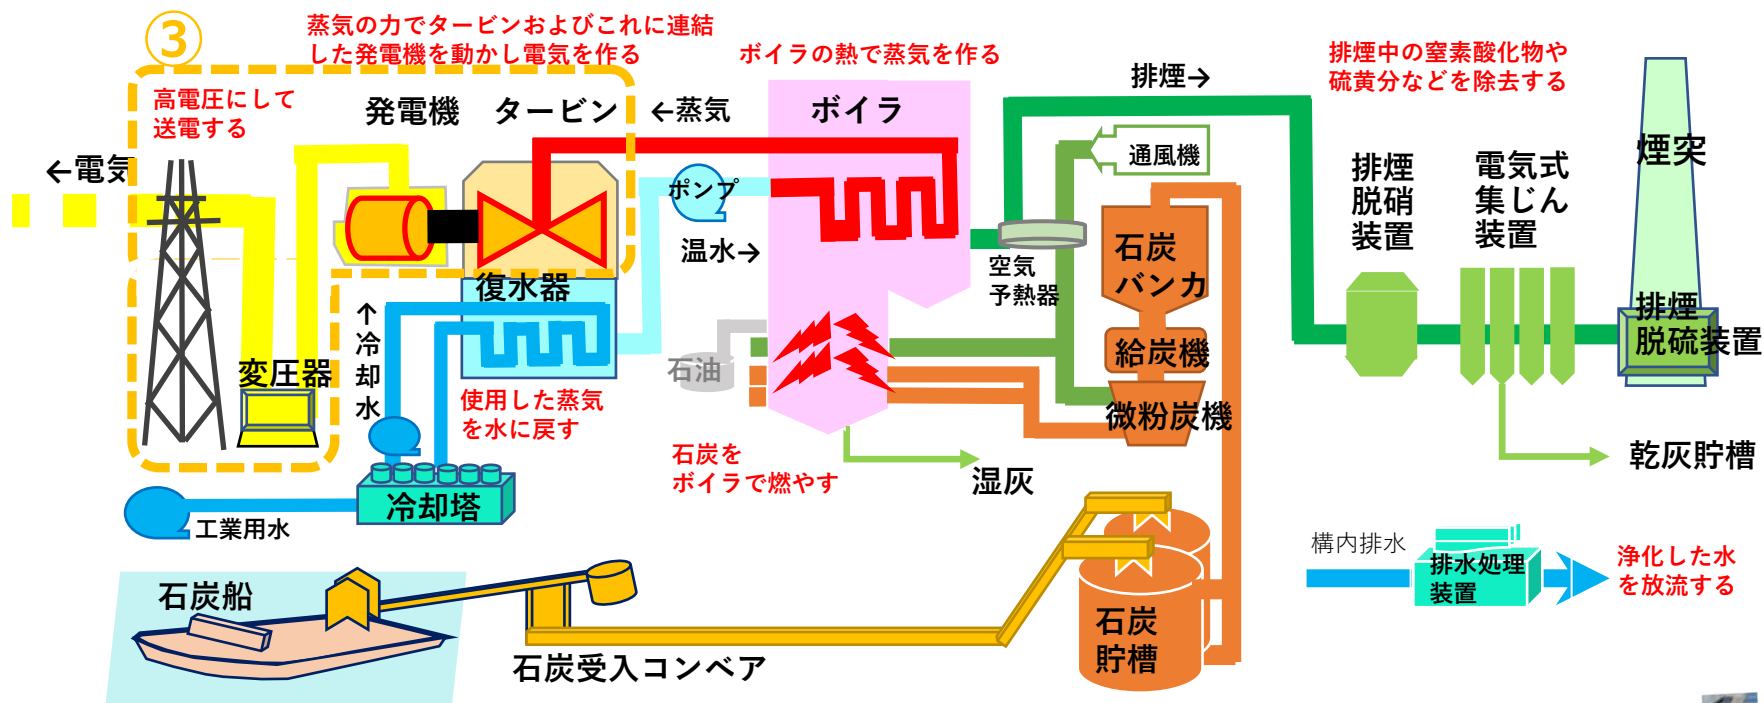 ③
蒸気の力でタービンおよびこれに連結
した発電機を動かし電気を作る
ボイラの熱で蒸気を作る
排煙中の窒素酸化物や
硫黄分などを除去する
高電圧にして
送電する
発電機
タービン
←蒸気
ボイラ
排煙→
通風機
煙突
←電気
ポンプ
温水→
排煙
脱硝
装置
電気式
集じん
装置
石炭
バンカ
空気
予熱器
復水器
↑冷却水
石油
給炭機
排煙
脱硫装置
変圧器
使用した蒸気
を水に戻す
微粉炭機
石炭を
ボイラで燃やす
湿灰
乾灰貯槽
冷却塔
工業用水
構内排水
排水処理
装置
浄化した水
を放流する
石炭船
石炭受入コンベア
石炭
貯槽